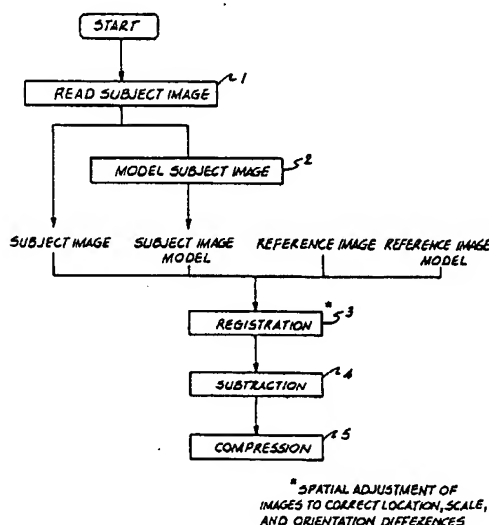 START
1
READ SUBJECT IMAGE
2
MODEL SUBJECT IMAGE
SUBJECT IMAGE SUBJECT IMAGE MODEL REFERENCE IMAGE REFERENCE IMAGE MODEL
* 3
REGISTRATION
4
SUBTRACTION
5
COMPRESSION
* SPATIAL ADJUSTMENT OF
IMAGES TO CORRECT LOCATION, SCALE,
AND ORIENTATION DIFFERENCES